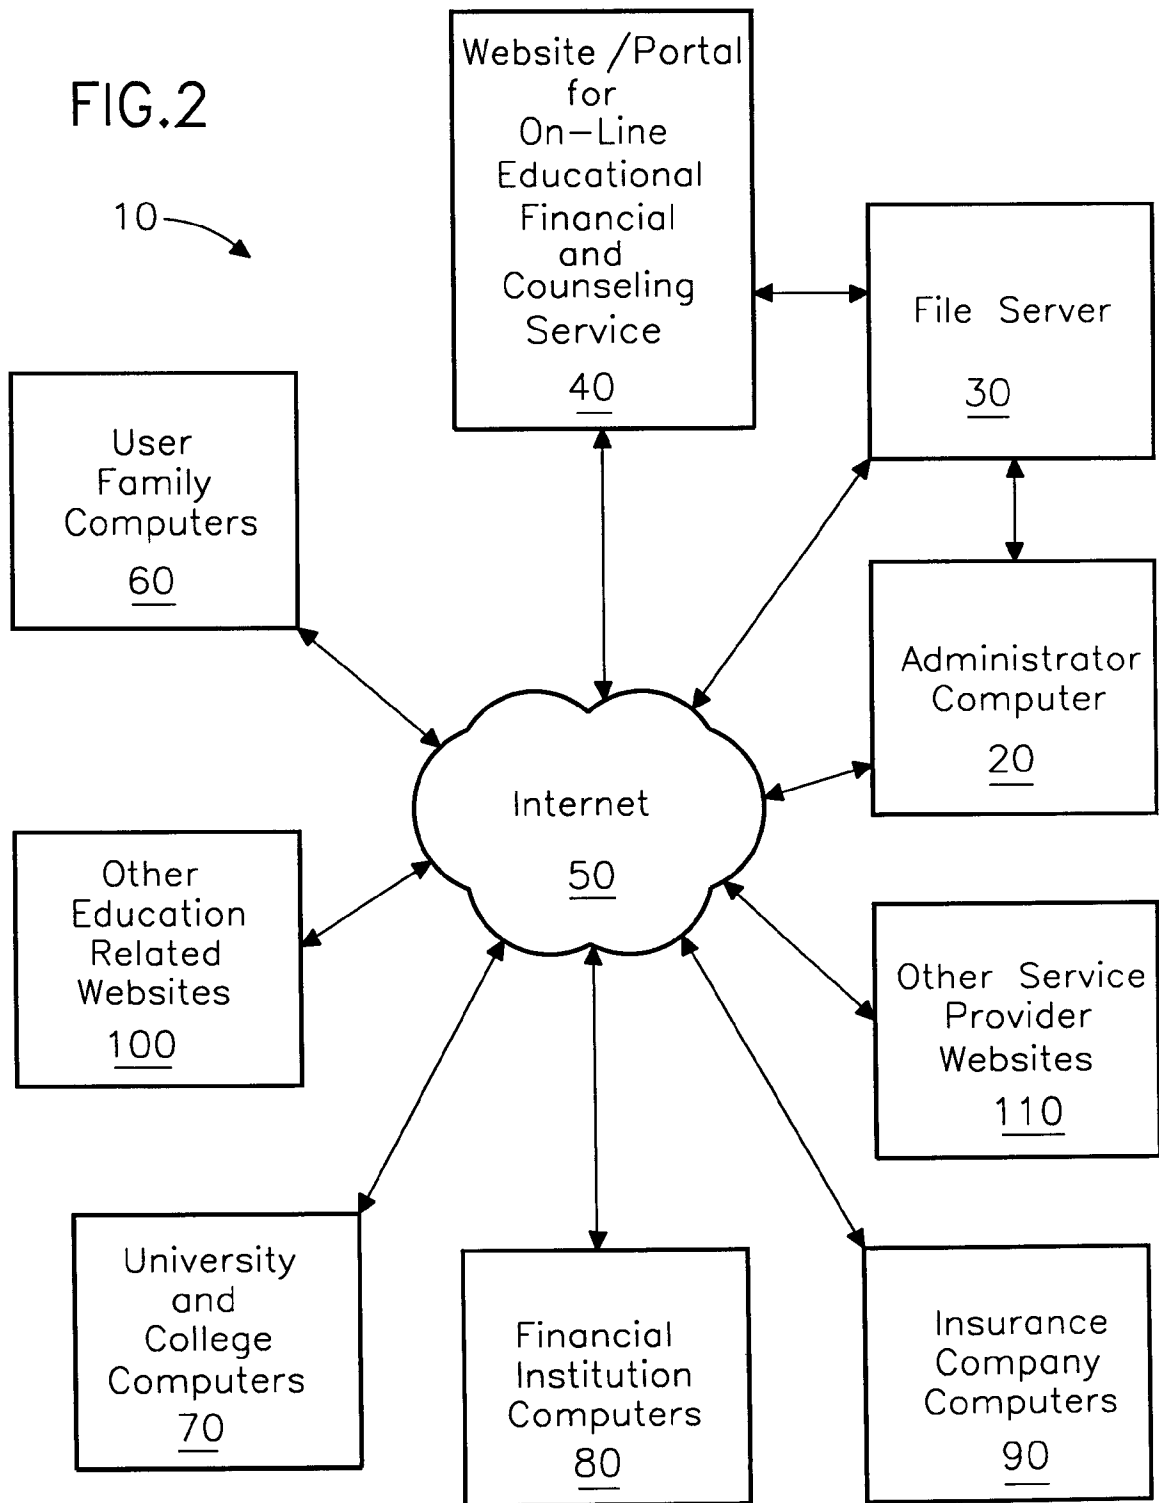 FIG.2
10
Website/Portal
for
On-Line
Educational
Financial
and
Counseling
Service
40
File Server
30
User
Family
Computers
60
Administrator
Computer
20
Internet
50
Other
Education
Related
Websites
100
Other Service
Provider
Websites
110
University
and
College
Computers
70
Financial
Institution
Computers
80
Insurance
Company
Computers
90